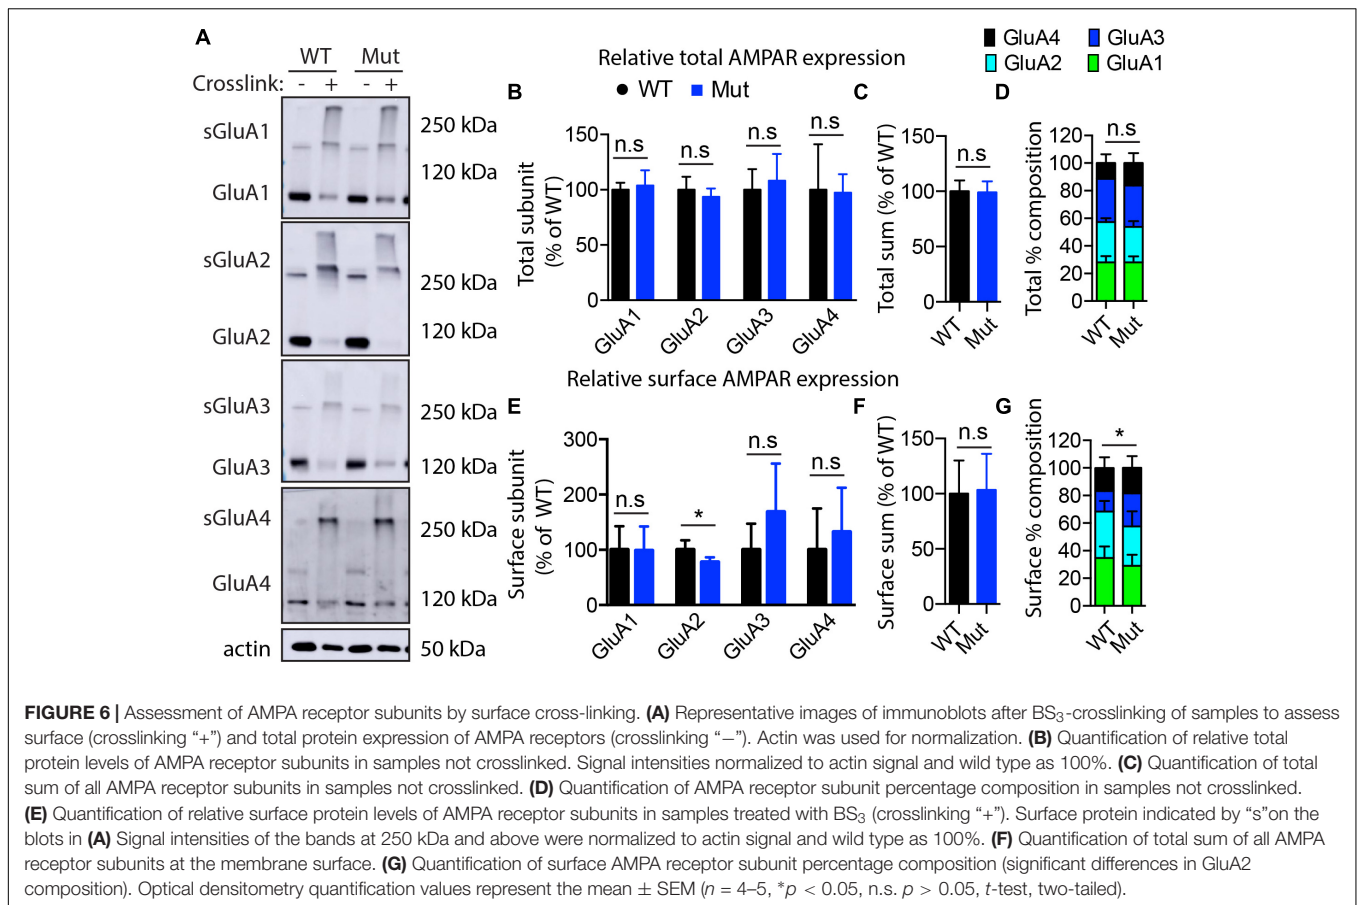 A
WT Mut
Crosslink: - + - +
sGluA1
GluA1
250 kDa
120 kDa
sGluA2
GluA2
250 kDa
120 kDa
sGluA3
GluA3
250 kDa
120 kDa
sGluA4
GluA4
250 kDa
120 kDa
actin
50 kDa
Relative total AMPAR expression
WT Mut
GluA4 GluA3
GluA2 GluA1
B
Total subunit
(% of WT)
150
100
50
0
n.s n.s n.s n.s
GluA1 GluA2 GluA3 GluA4
C
Total sum (% of WT)
150
100
50
0
n.s
WT Mut
D
Total % composition
120
100
80
60
40
20
0
n.s
WT Mut
Relative surface AMPAR expression
E
Surface subunit
(% of WT)
300
200
100
0
n.s * n.s n.s
GluA1 GluA2 GluA3 GluA4
F
Surface sum (% of WT)
150
100
50
0
n.s
WT Mut
G
Surface % composition
120
100
80
60
40
20
0
*
WT Mut
FIGURE 6 | Assessment of AMPA receptor subunits by surface cross-linking. (A) Representative images of immunoblots after BS3-crosslinking of samples to assess
surface (crosslinking “+”) and total protein expression of AMPA receptors (crosslinking “−”). Actin was used for normalization. (B) Quantification of relative total
protein levels of AMPA receptor subunits in samples not crosslinked. Signal intensities normalized to actin signal and wild type as 100%. (C) Quantification of total
sum of all AMPA receptor subunits in samples not crosslinked. (D) Quantification of AMPA receptor subunit percentage composition in samples not crosslinked.
(E) Quantification of relative surface protein levels of AMPA receptor subunits in samples treated with BS3 (crosslinking “+”). Surface protein indicated by “s”on the
blots in (A) Signal intensities of the bands at 250 kDa and above were normalized to actin signal and wild type as 100%. (F) Quantification of total sum of all AMPA
receptor subunits at the membrane surface. (G) Quantification of surface AMPA receptor subunit percentage composition (significant differences in GluA2
composition). Optical densitometry quantification values represent the mean ± SEM (n = 4–5, *p < 0.05, n.s. p > 0.05, t-test, two-tailed).